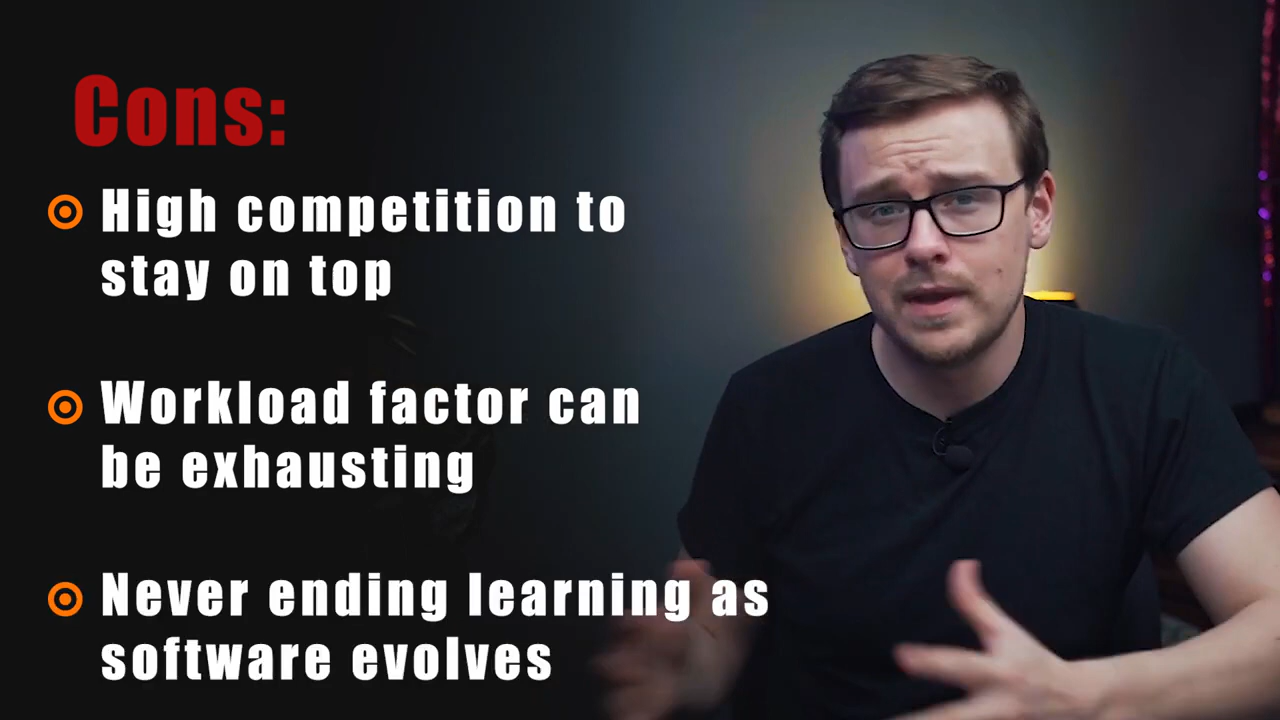 Cons:
High competition to
stay on top
Workload factor can
be exhausting
Never ending learning as
software evolves